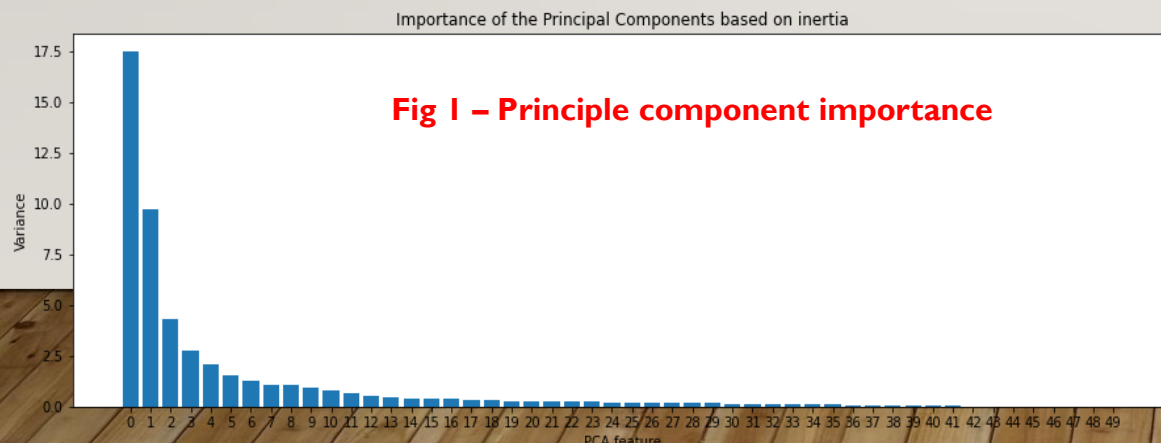 Importance of the Principal Components based on inertia
Fig 1 – Principle component importance
Variance
17.5
15.0
12.5
10.0
7.5
5.0
2.5
0.0
0 1 2 3 4 5 6 7 8 9 10 11 12 13 14 15 16 17 18 19 20 21 22 23 24 25 26 27 28 29 30 31 32 33 34 35 36 37 38 39 40 41 42 43 44 45 46 47 48 49
PCA feature